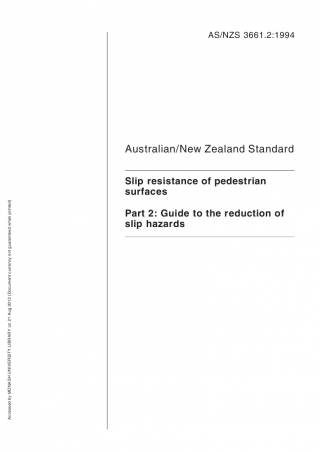 AS/NZS 3661.2:1994
Australian/New Zealand Standard
Slip resistance of pedestrian
surfaces
Part 2: Guide to the reduction of
slip hazards
Accessed by MONASH UNIVERSITY LIBRARY on 21 Aug 2013 (Document currency not guaranteed when printed)